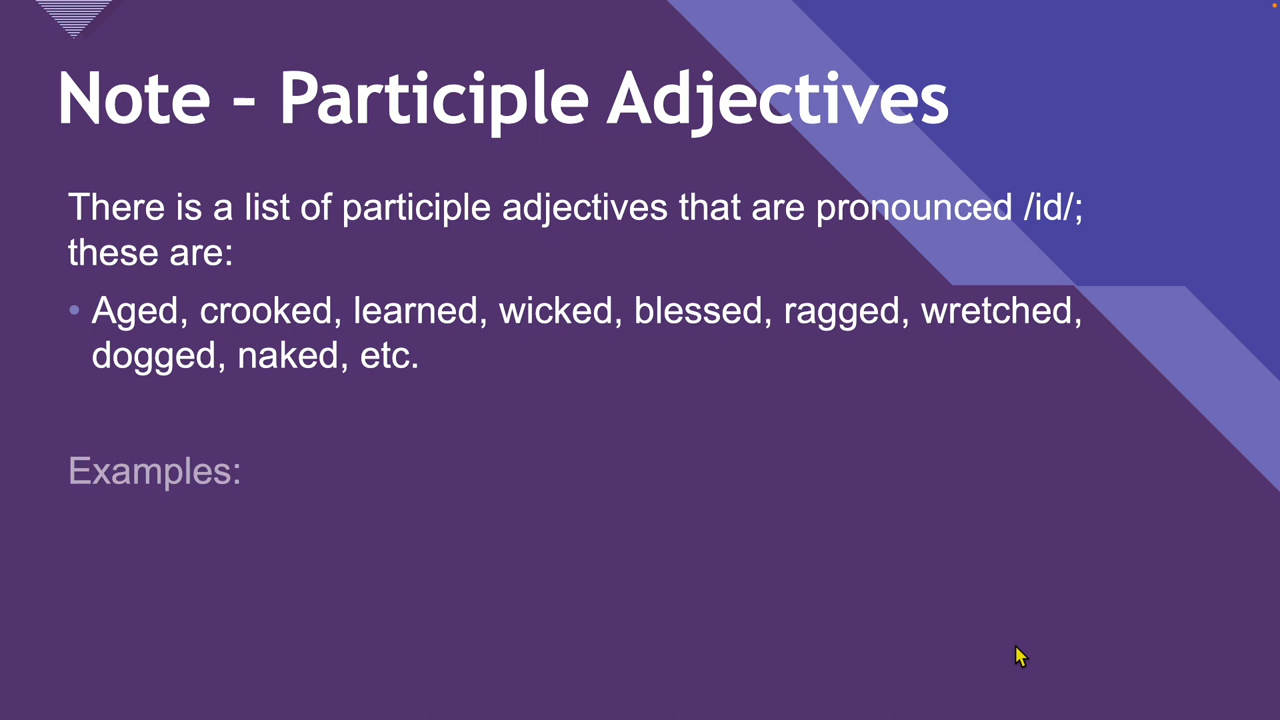 Note – Participle Adjectives
There is a list of participle adjectives that are pronounced /id/;
these are:
• Aged, crooked, learned, wicked, blessed, ragged, wretched,
dogged, naked, etc.
Examples: